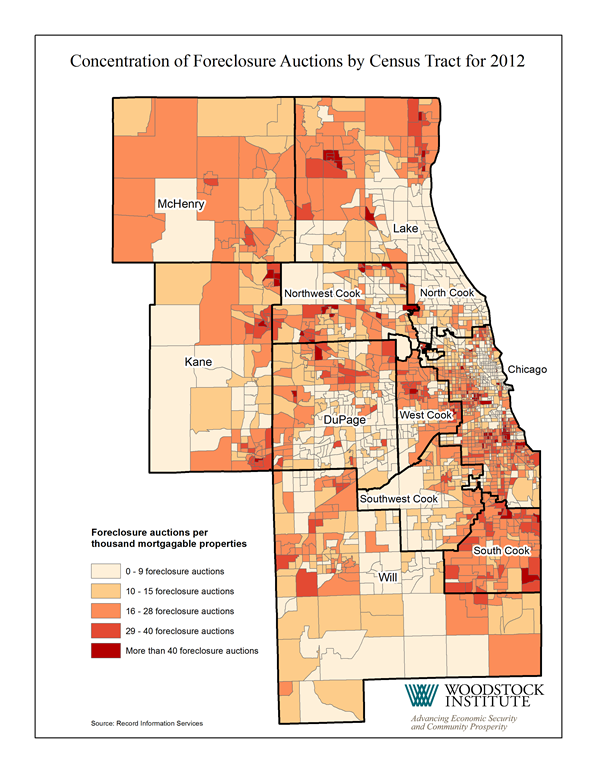 Concentration of Foreclosure Auctions by Census Tract for 2012
McHenry
Lake
Northwest Cook
North Cook
Kane
Chicago
DuPage
West Cook
Southwest Cook
South Cook
Will
Foreclosure auctions per
thousand mortgagable properties
0 - 9 foreclosure auctions
10 - 15 foreclosure auctions
16 - 28 foreclosure auctions
29 - 40 foreclosure auctions
More than 40 foreclosure auctions
WOODSTOCK
INSTITUTE
Advancing Economic Security
and Community Prosperity
Source: Record Information Services